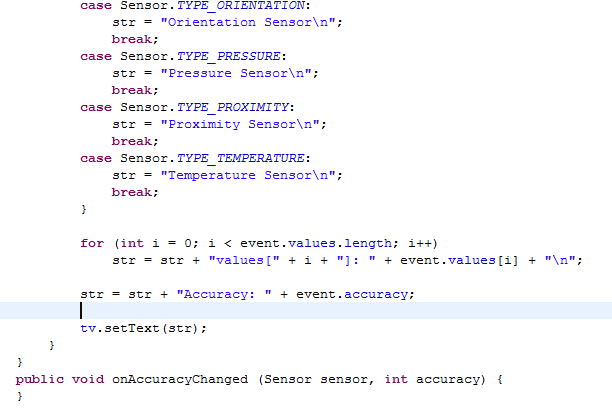 case Sensor.TYPE_ORIENTATION:
str = "Orientation Sensor\n";
break;
case Sensor.TYPE_PRESSURE:
str = "Pressure Sensor\n";
break;
case Sensor.TYPE_PROXIMITY:
str = "Proximity Sensor\n";
break;
case Sensor.TYPE_TEMPERATURE:
str = "Temperature Sensor\n";
break;
}
for (int i = 0; i < event.values.length; i++)
str = str + "values[" + i + "]: " + event.values[i] + "\n";
str = str + "Accuracy: " + event.accuracy;
tv.setText(str);
}
}
public void onAccuracyChanged (Sensor sensor, int accuracy) {
}